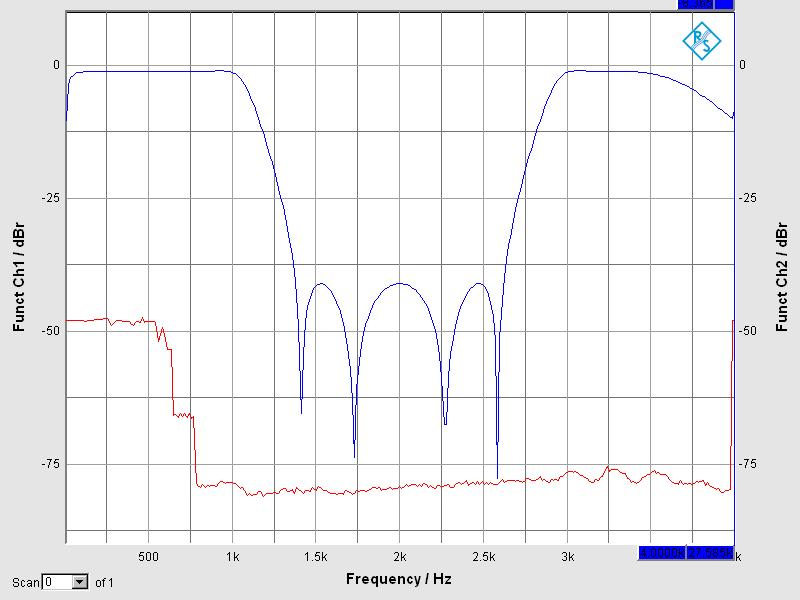 R S
0
0
-25
-25
-50
-50
-75
-75
Funct Ch1 / dBr
Funct Ch2 / dBr
500
1k
1.5k
2k
2.5k
3k
k
Frequency / Hz
Scan 0 of 1